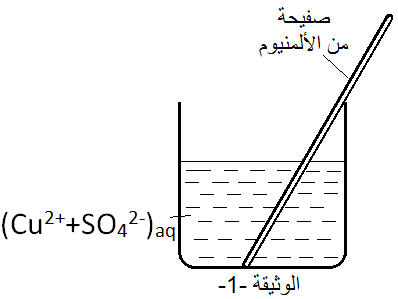 صفيحة
من الألمنيوم
(Cu²⁺+SO₄²⁻)aq
الوثيقة -1-